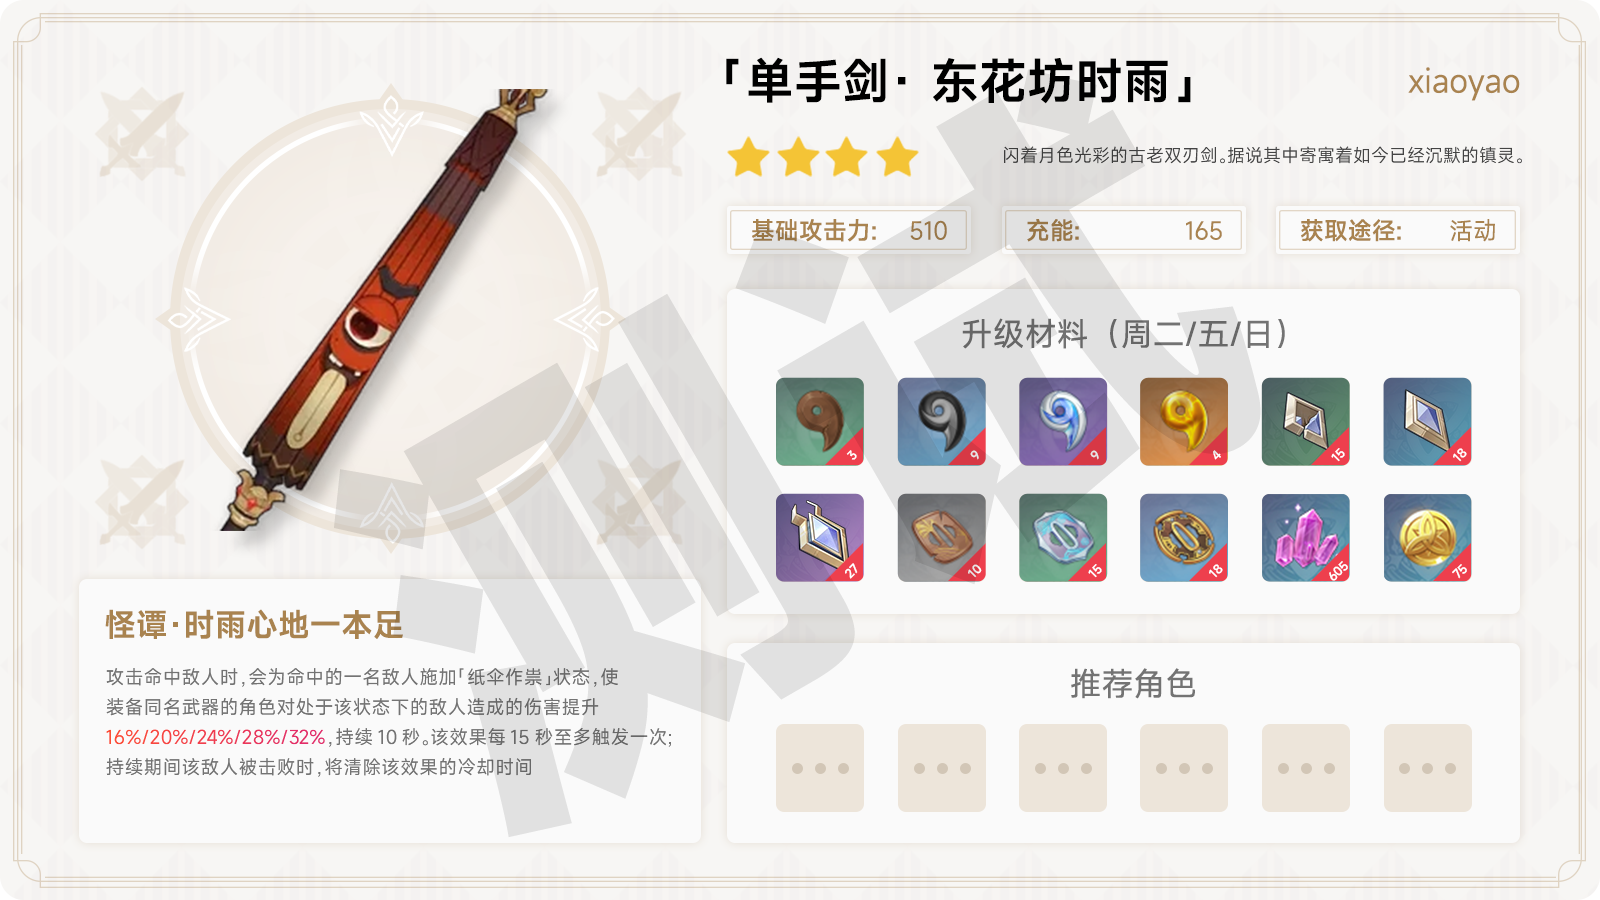 「单手剑· 东花坊时雨」
xiaoyao
闪着月色光彩的古老双刃剑。据说其中寄寓着如今已经沉默的镇灵。
基础攻击力: 510
充能: 165
获取途径: 活动
升级材料（周二/五/日）
3
9
9
4
15
18
27
10
15
18
605
75
怪谭·时雨心地一本足
攻击命中敌人时,会为命中的一名敌人施加「纸伞作祟」状态,使
装备同名武器的角色对处于该状态下的敌人造成的伤害提升
16%/20%/24%/28%/32%,持续 10 秒。该效果每 15 秒至多触发一次;
持续期间该敌人被击败时,将清除该效果的冷却时间
推荐角色
测试